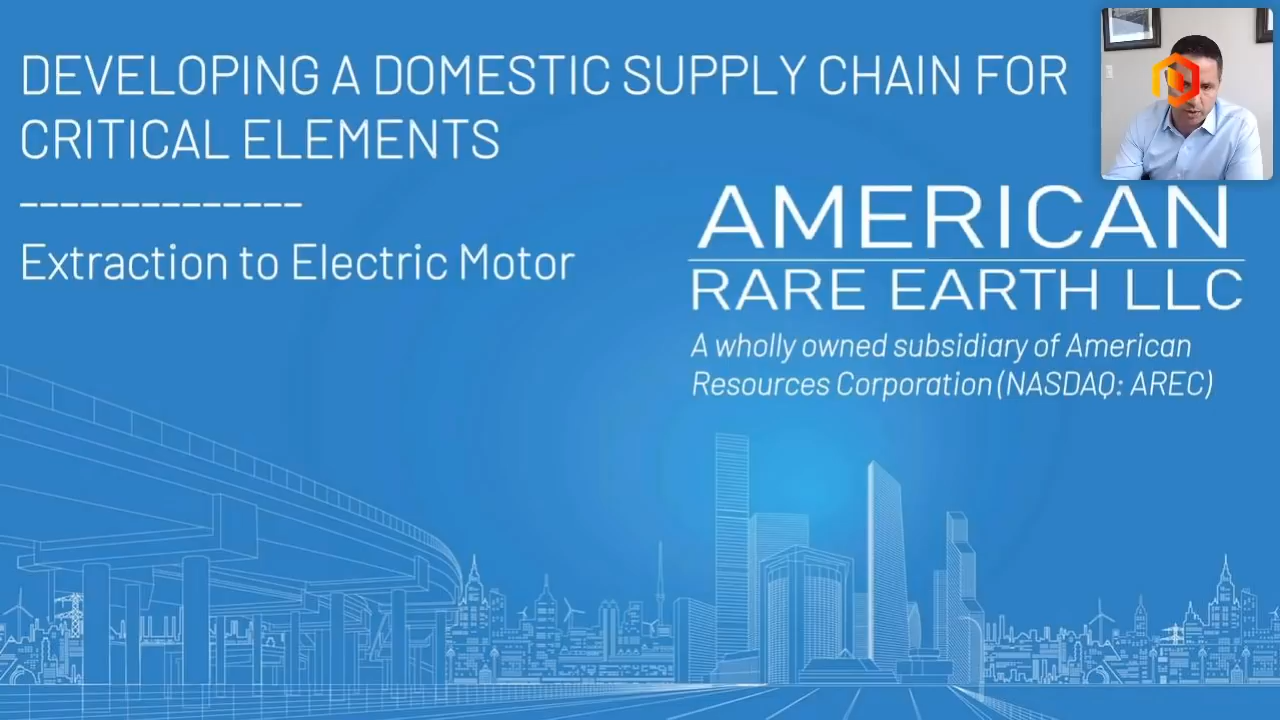 DEVELOPING A DOMESTIC SUPPLY CHAIN FOR
CRITICAL ELEMENTS
--------------
Extraction to Electric Motor
AMERICAN
RARE EARTH LLC
A wholly owned subsidiary of American
Resources Corporation (NASDAQ: AREC)